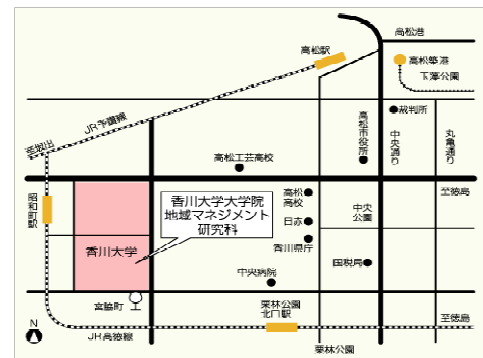 高松港
高松駅
高松築港
玉藻公園
JR予讃線
至坂出
裁判所
高松市役所
中央通り
丸亀通り
高松工芸高校
昭和町駅
香川大学大学院
地域マネジメント
研究科
高松
高校
至徳島
日赤
中央
公園
香川県庁
香川大学
国税局
中央病院
宮脇町
栗林公園
北口駅
至徳島
N
JR高徳線
栗林公園